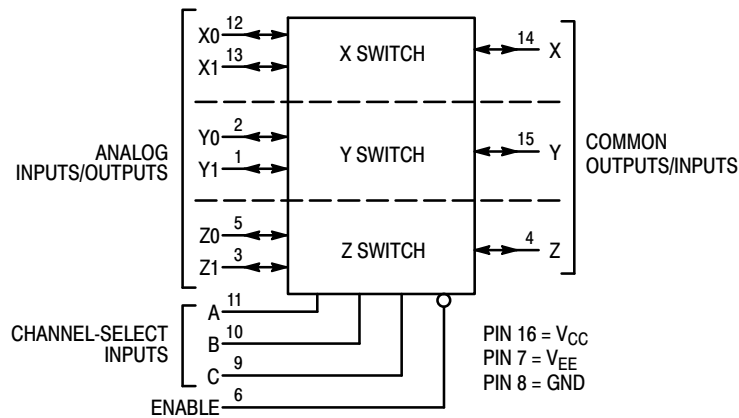 X0 12
X1 13
X SWITCH
14 X
Y0 2
Y1 1
Y SWITCH
15 Y
ANALOG
INPUTS/OUTPUTS
COMMON
OUTPUTS/INPUTS
Z0 5
Z1 3
Z SWITCH
4 Z
CHANNEL-SELECT
INPUTS
A 11
B 10
C 9
ENABLE 6
PIN 16 = VCC
PIN 7 = VEE
PIN 8 = GND